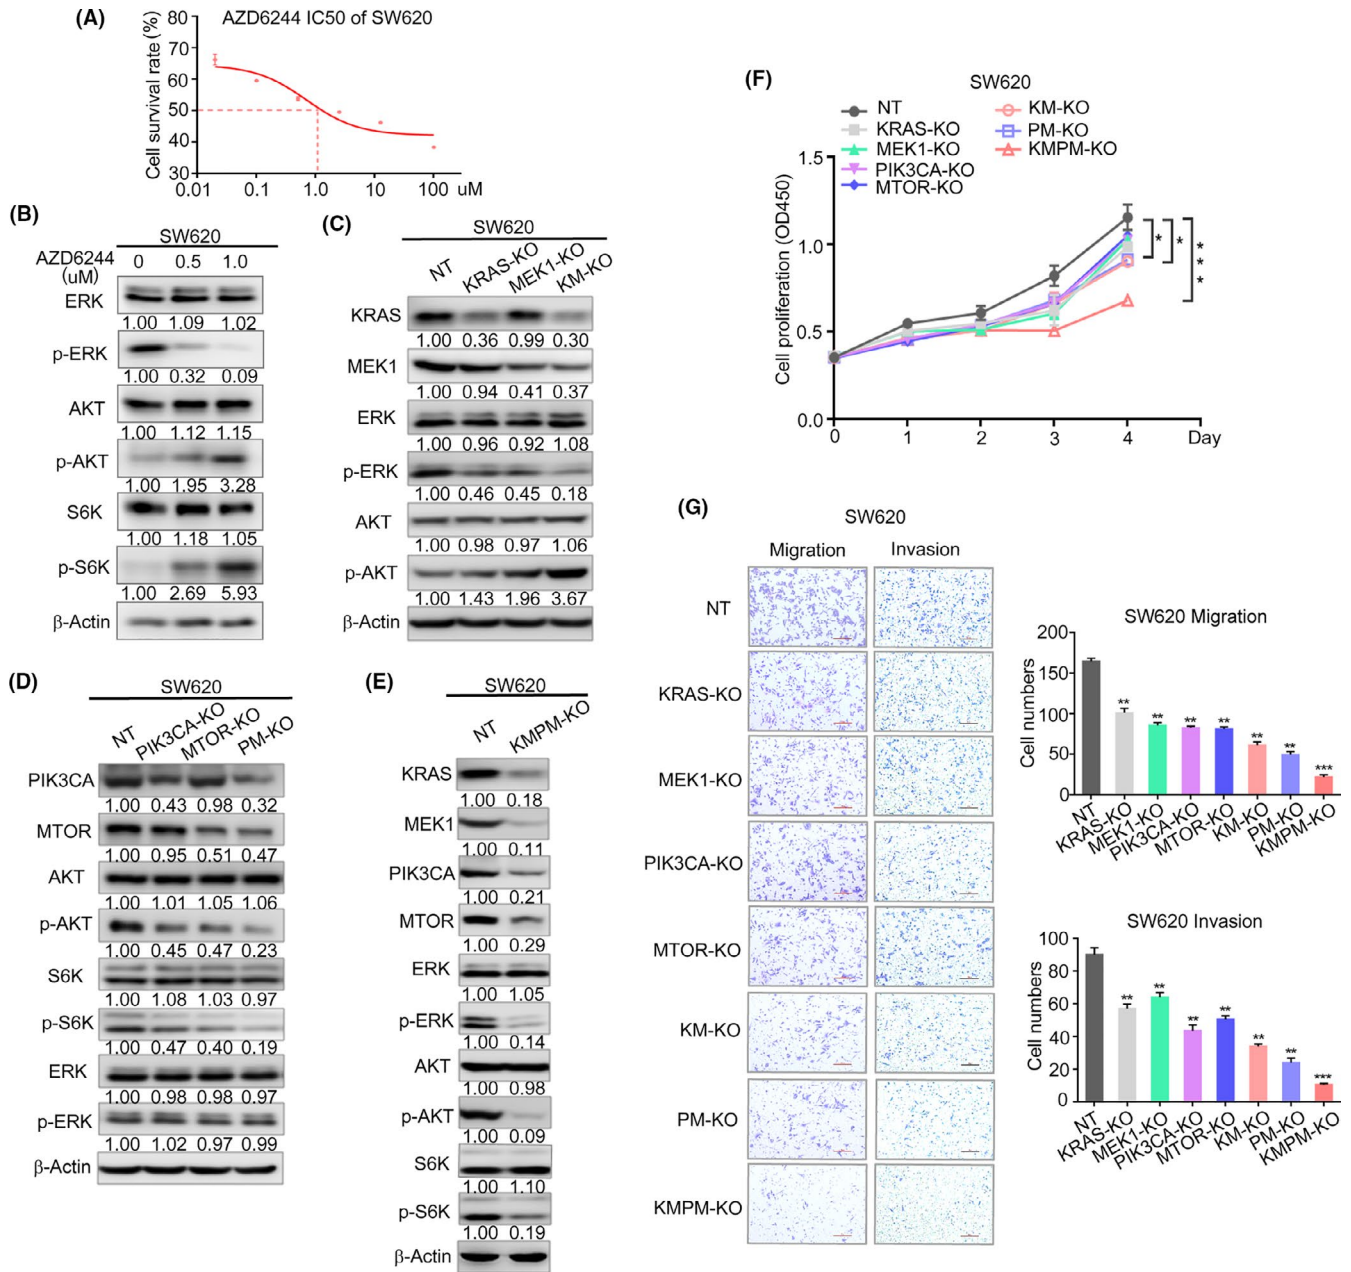 (A)
AZD6244 IC50 of SW620
Cell survival rate (%)
80
70
60
50
40
30
0.01 0.1 1.0 10 100 uM
(B)
SW620
AZD6244 (uM) 0 0.5 1.0
ERK
1.00 1.09 1.02
p-ERK
1.00 0.32 0.09
AKT
1.00 1.12 1.15
p-AKT
1.00 1.95 3.28
S6K
1.00 1.18 1.05
p-S6K
1.00 2.69 5.93
β-Actin
(C)
SW620
NT KRAS-KO MEK1-KO KM-KO
KRAS
1.00 0.36 0.99 0.30
MEK1
1.00 0.94 0.41 0.37
ERK
1.00 0.96 0.92 1.08
p-ERK
1.00 0.46 0.45 0.18
AKT
1.00 0.98 0.97 1.06
p-AKT
1.00 1.43 1.96 3.67
β-Actin
(D)
SW620
NT PIK3CA-KO MTOR-KO PM-KO
PIK3CA
1.00 0.43 0.98 0.32
MTOR
1.00 0.95 0.51 0.47
AKT
1.00 1.01 1.05 1.06
p-AKT
1.00 0.45 0.47 0.23
S6K
1.00 1.08 1.03 0.97
p-S6K
1.00 0.47 0.40 0.19
ERK
1.00 0.98 0.98 0.97
p-ERK
1.00 1.02 0.97 0.99
β-Actin
(E)
SW620
NT KMPM-KO
KRAS
1.00 0.18
MEK1
1.00 0.11
PIK3CA
1.00 0.21
MTOR
1.00 0.29
ERK
1.00 1.05
p-ERK
1.00 0.14
AKT
1.00 0.98
p-AKT
1.00 0.09
S6K
1.00 1.10
p-S6K
1.00 0.19
β-Actin
(F)
SW620
NT
KRAS-KO
MEK1-KO
PIK3CA-KO
MTOR-KO
KM-KO
PM-KO
KMPM-KO
Cell proliferation (OD450)
1.5
1.0
0.5
0.0
0 1 2 3 4 Day
*
*
***
(G)
SW620
Migration Invasion
NT
KRAS-KO
MEK1-KO
PIK3CA-KO
MTOR-KO
KM-KO
PM-KO
KMPM-KO
SW620 Migration
Cell numbers
200
150
100
50
0
** ** ** ** ** ** ***
NT KRAS-KO MEK1-KO PIK3CA-KO MTOR-KO KM-KO PM-KO KMPM-KO
SW620 Invasion
Cell numbers
100
80
60
40
20
0
** ** ** ** ** ** ***
NT KRAS-KO MEK1-KO PIK3CA-KO MTOR-KO KM-KO PM-KO KMPM-KO